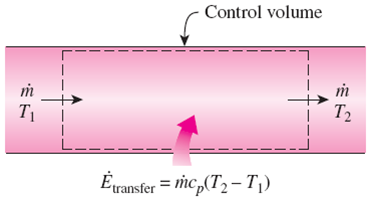 Control volume
ṁ
T₁
ṁ
T₂
Ėtransfer = ṁcₚ(T₂ – T₁)